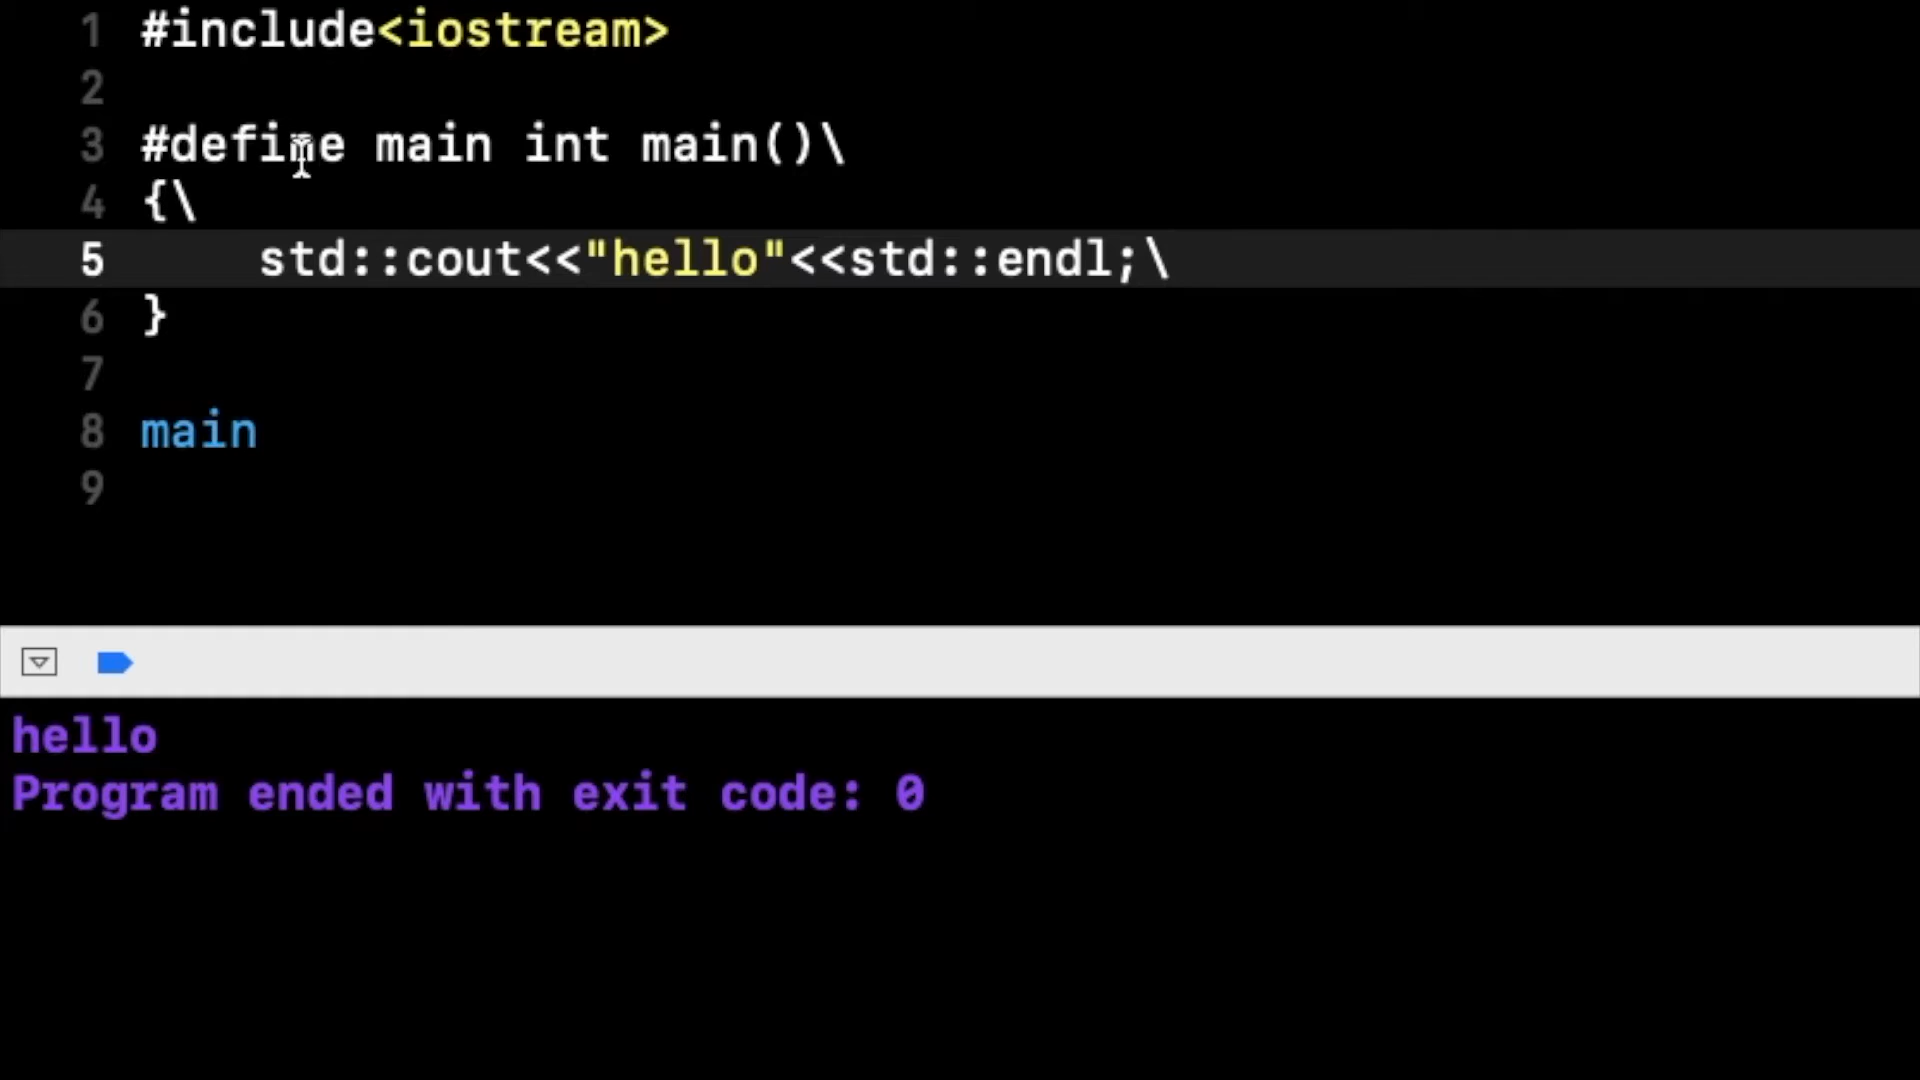 1 #include<iostream>
2
3 #define main int main()\
4 {\
5     std::cout<<"hello"<<std::endl;\
6 }
7
8 main
9
hello
Program ended with exit code: 0